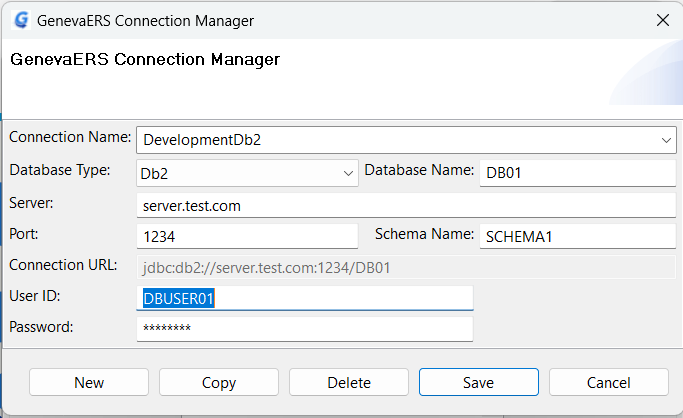 GenevaERS Connection Manager
GenevaERS Connection Manager
Connection Name: DevelopmentDb2
Database Type: Db2 Database Name: DB01
Server: server.test.com
Port: 1234 Schema Name: SCHEMA1
Connection URL: jdbc:db2://server.test.com:1234/DB01
User ID: DBUSER01
Password: ********
New Copy Delete Save Cancel